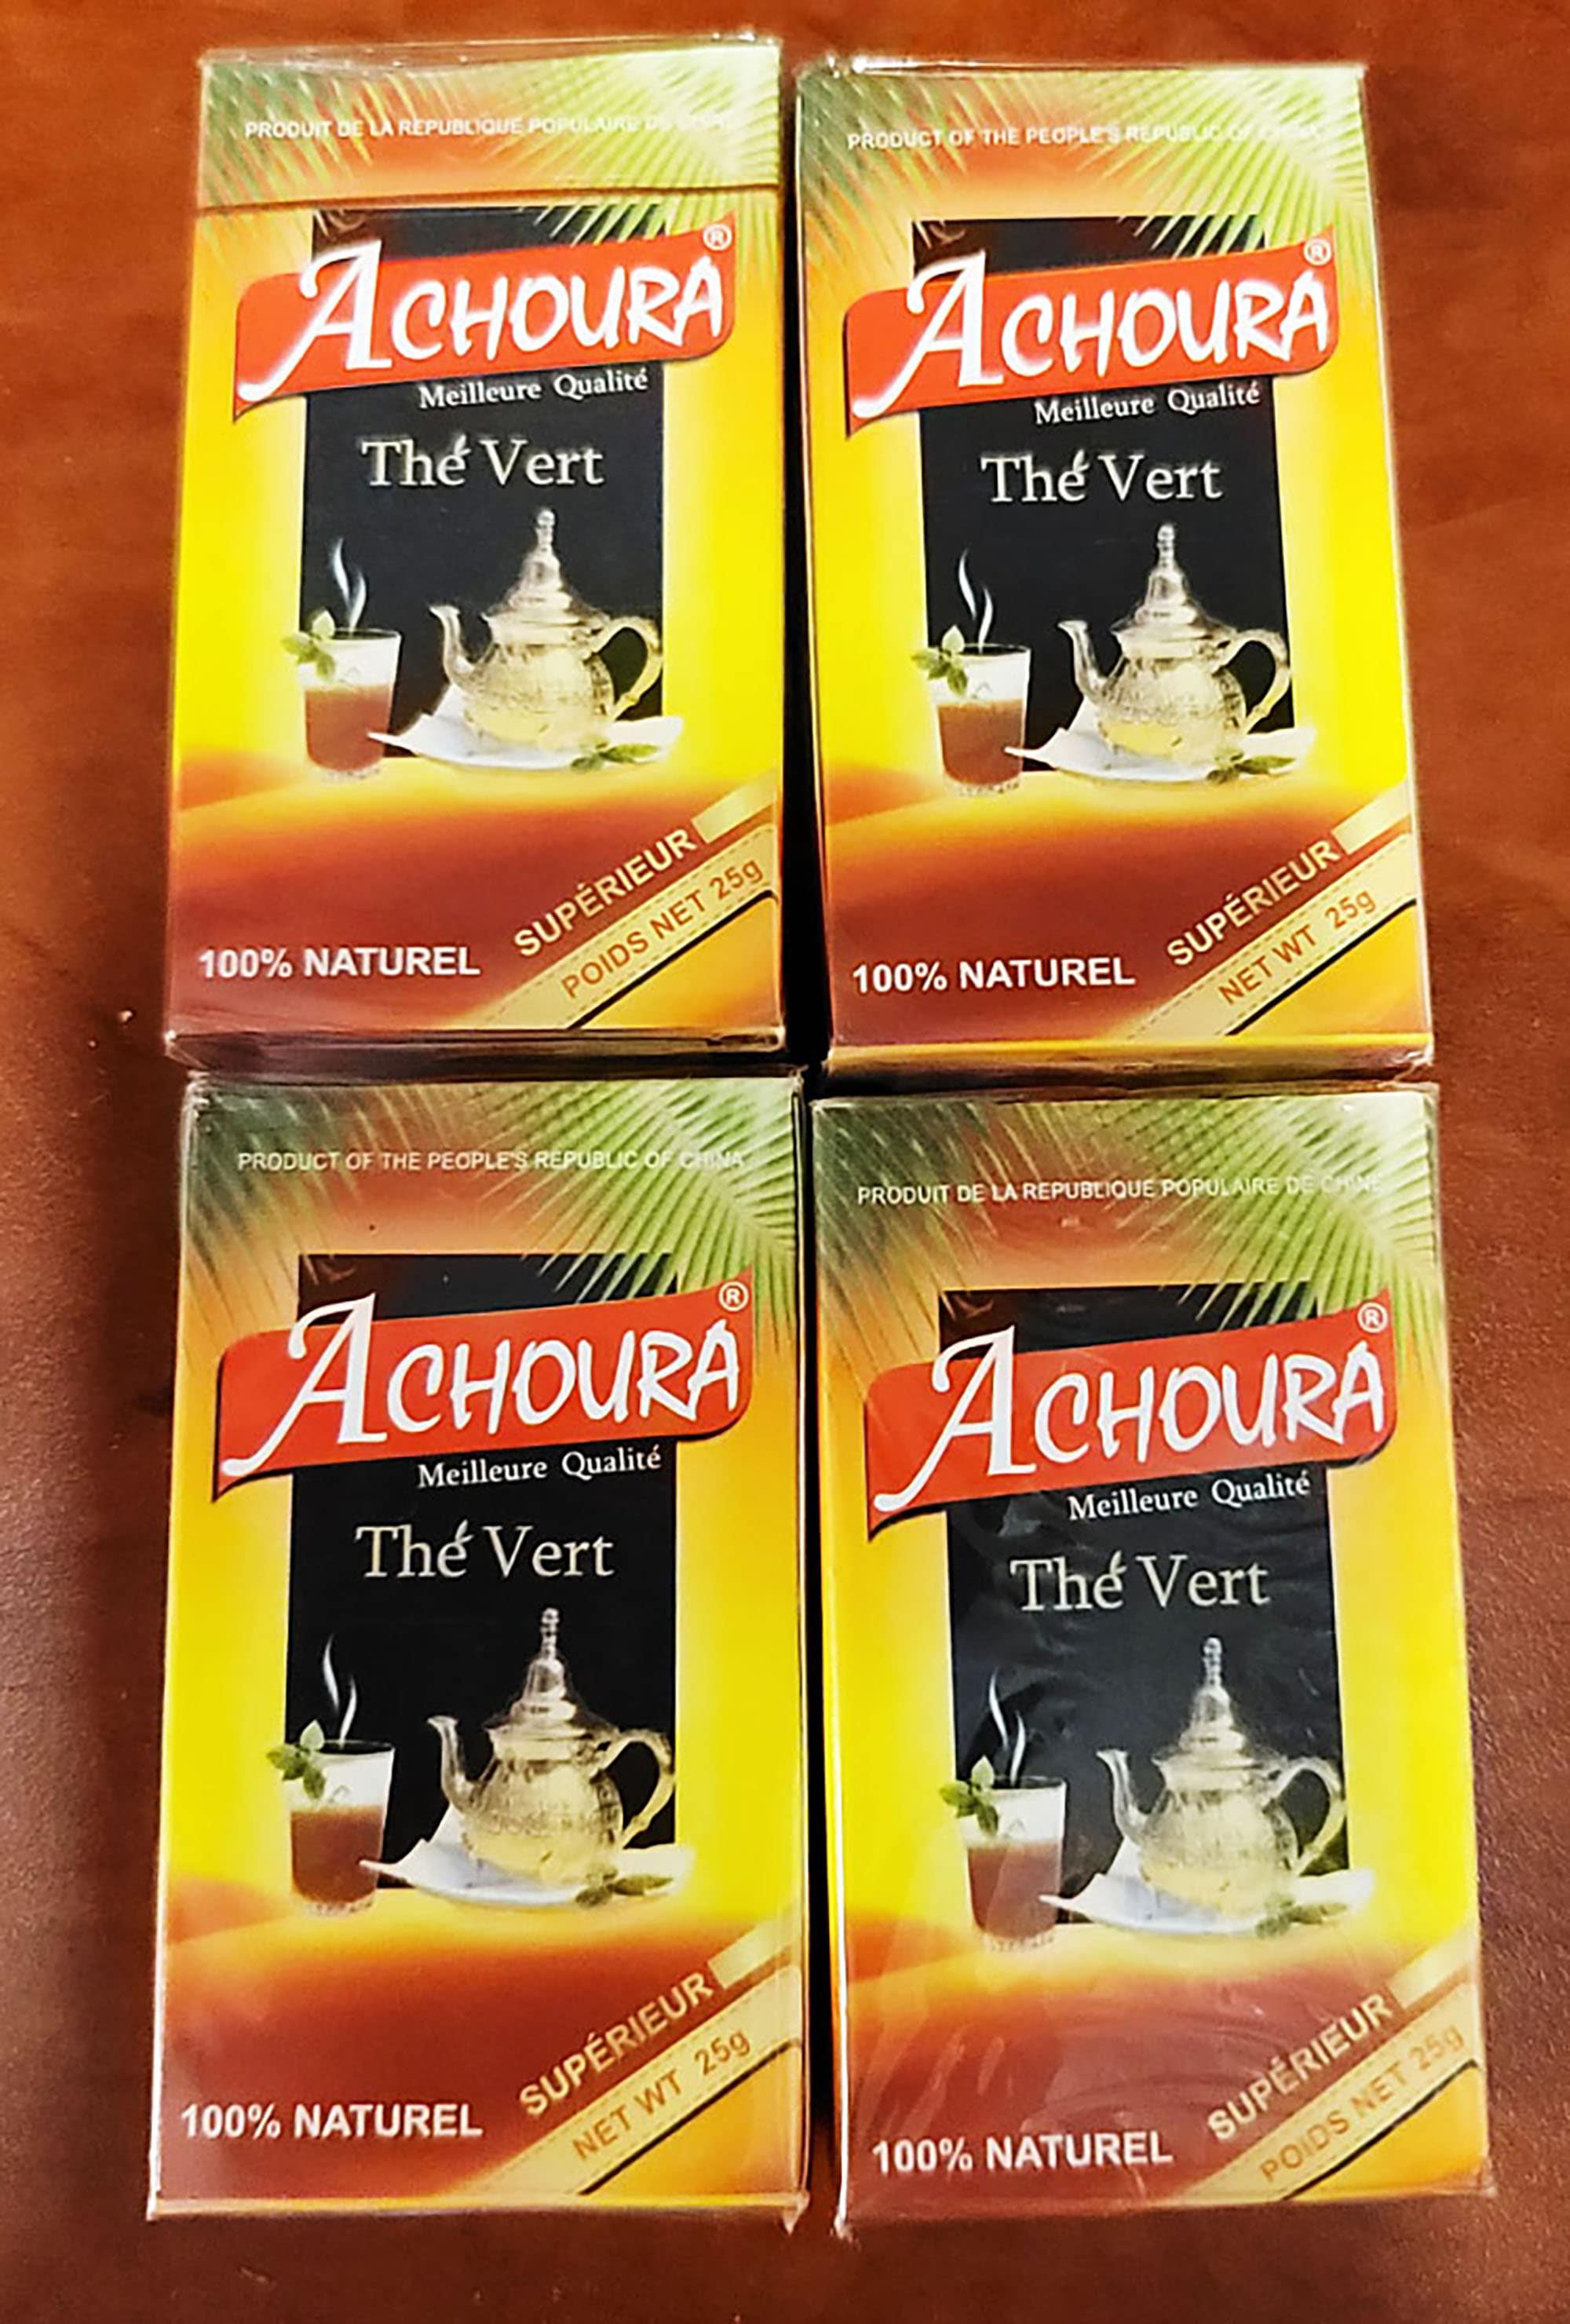 PRODUIT DE LA REPUBLIQUE POPULAIRE DE CHINE
ACHOURA®
Meilleure Qualité
Thé Vert
SUPÉRIEUR
POIDS NET 25g
100% NATUREL
PRODUCT OF THE PEOPLE'S REPUBLIC OF CHINA
ACHOURA®
Meilleure Qualité
Thé Vert
SUPÉRIEUR
NET WT 25g
100% NATUREL
PRODUCT OF THE PEOPLE'S REPUBLIC OF CHINA
ACHOURA®
Meilleure Qualité
Thé Vert
SUPÉRIEUR
NET WT 25g
100% NATUREL
PRODUIT DE LA REPUBLIQUE POPULAIRE DE CHINE
ACHOURA®
Meilleure Qualité
Thé Vert
SUPÉRIEUR
POIDS NET 25g
100% NATUREL